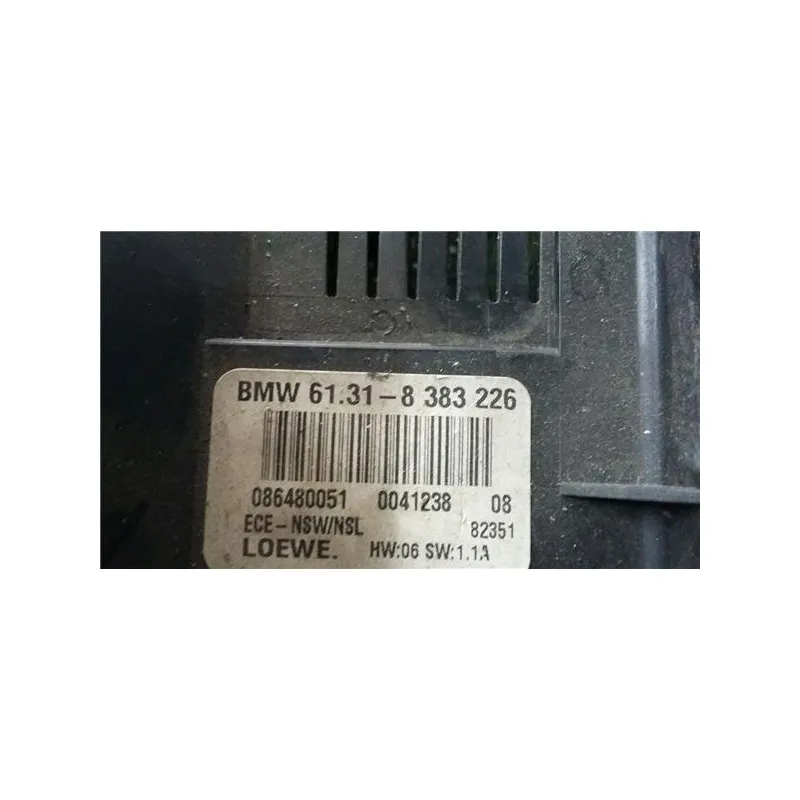 BMW 61.31-8 383 226
086480051 0041238 08
ECE-NSW/NSL 82351
LOEWE. HW:06 SW:1.1A